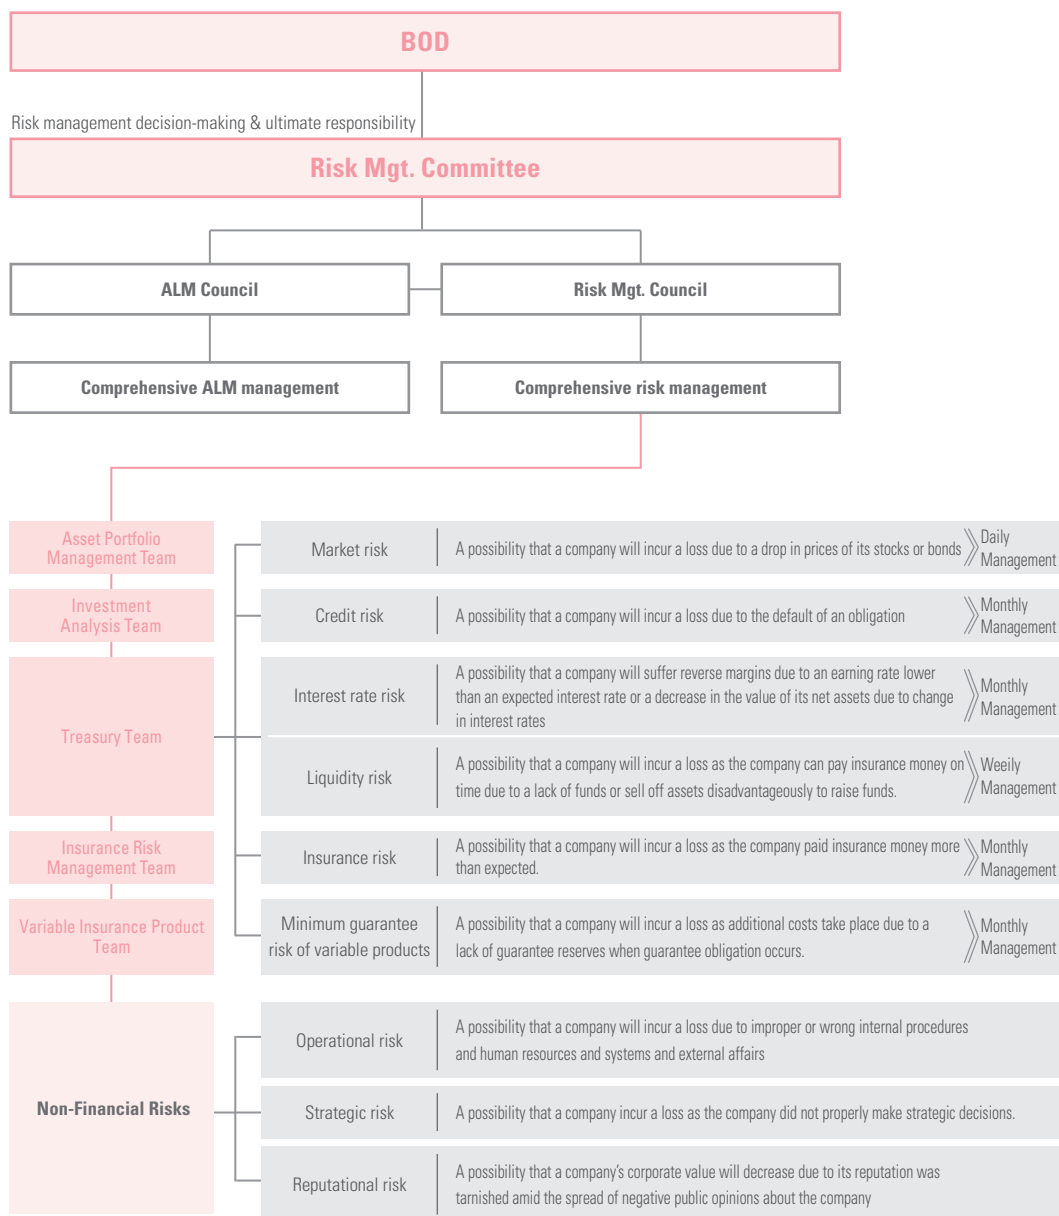 BOD
Risk management decision-making & ultimate responsibility
Risk Mgt. Committee
ALM Council
Risk Mgt. Council
Comprehensive ALM management
Comprehensive risk management
Asset Portfolio
Management Team
Market risk
A possibility that a company will incur a loss due to a drop in prices of its stocks or bonds
Daily
Management
Investment
Analysis Team
Credit risk
A possibility that a company will incur a loss due to the default of an obligation
Monthly
Management
Treasury Team
Interest rate risk
A possibility that a company will suffer reverse margins due to an earning rate lower
than an expected interest rate or a decrease in the value of its net assets due to change
in interest rates
Monthly
Management
Liquidity risk
A possibility that a company will incur a loss as the company can pay insurance money on
time due to a lack of funds or sell off assets disadvantageously to raise funds.
Weeily
Management
Insurance Risk
Management Team
Insurance risk
A possibility that a company will incur a loss as the company paid insurance money more
than expected.
Monthly
Management
Variable Insurance Product
Team
Minimum guarantee
risk of variable products
A possibility that a company will incur a loss as additional costs take place due to a
lack of guarantee reserves when guarantee obligation occurs.
Monthly
Management
Non-Financial Risks
Operational risk
A possibility that a company will incur a loss due to improper or wrong internal procedures
and human resources and systems and external affairs
Strategic risk
A possibility that a company incur a loss as the company did not properly make strategic decisions.
Reputational risk
A possibility that a company's corporate value will decrease due to its reputation was
tarnished amid the spread of negative public opinions about the company